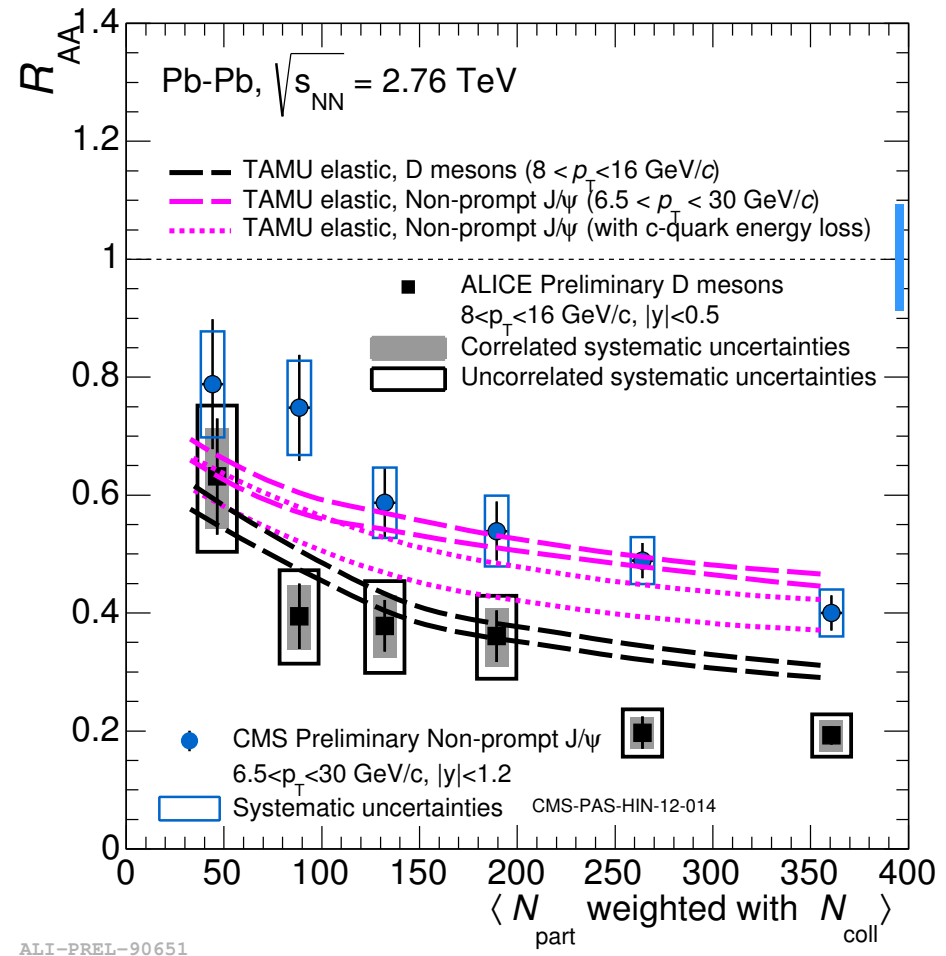 R_AA
Pb-Pb, √s_NN = 2.76 TeV
TAMU elastic, D mesons (8 < p_T <16 GeV/c)
TAMU elastic, Non-prompt J/ψ (6.5 < p_T < 30 GeV/c)
TAMU elastic, Non-prompt J/ψ (with c-quark energy loss)
ALICE Preliminary D mesons
8<p_T<16 GeV/c, |y|<0.5
Correlated systematic uncertainties
Uncorrelated systematic uncertainties
CMS Preliminary Non-prompt J/ψ
6.5<p_T<30 GeV/c, |y|<1.2
Systematic uncertainties CMS-PAS-HIN-12-014
1.4
1.2
1
0.8
0.6
0.4
0.2
0
0 50 100 150 200 250 300 350 400
⟨ N_part weighted with N_coll ⟩
ALI-PREL-90651